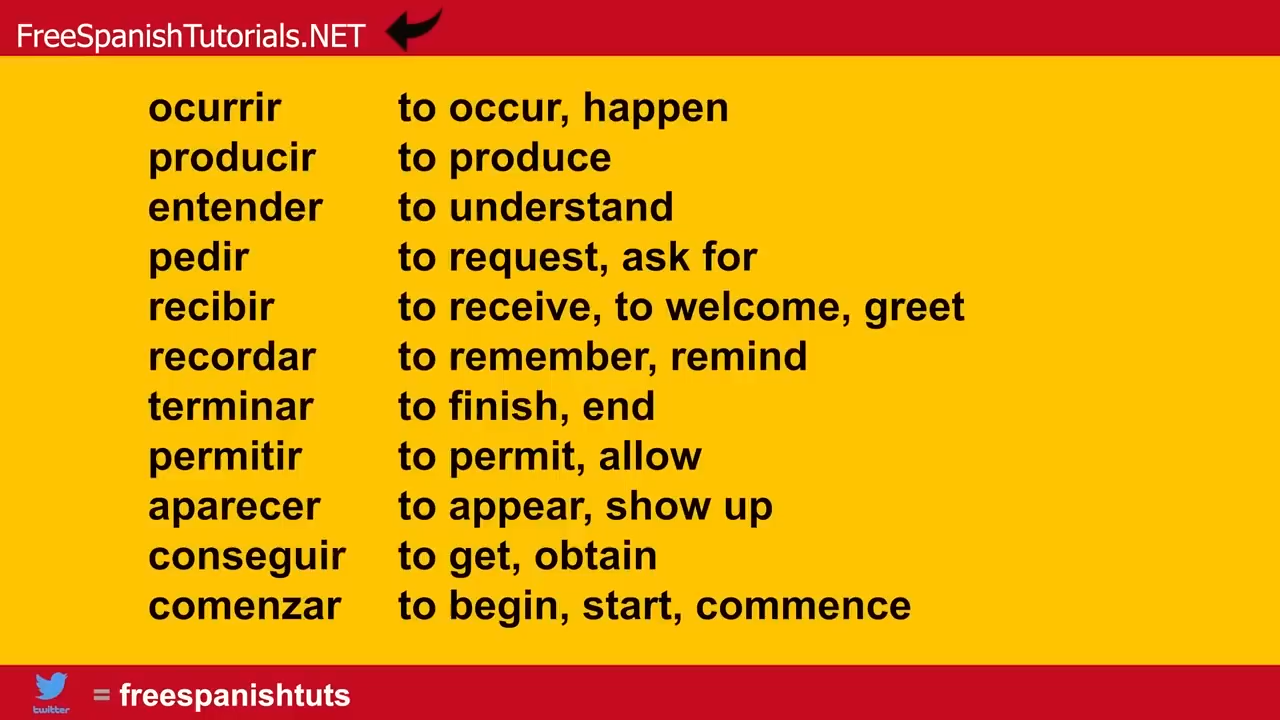 FreeSpanishTutorials.NET
ocurrir to occur, happen
producir to produce
entender to understand
pedir to request, ask for
recibir to receive, to welcome, greet
recordar to remember, remind
terminar to finish, end
permitir to permit, allow
aparecer to appear, show up
conseguir to get, obtain
comenzar to begin, start, commence
twitter = freespanishtuts